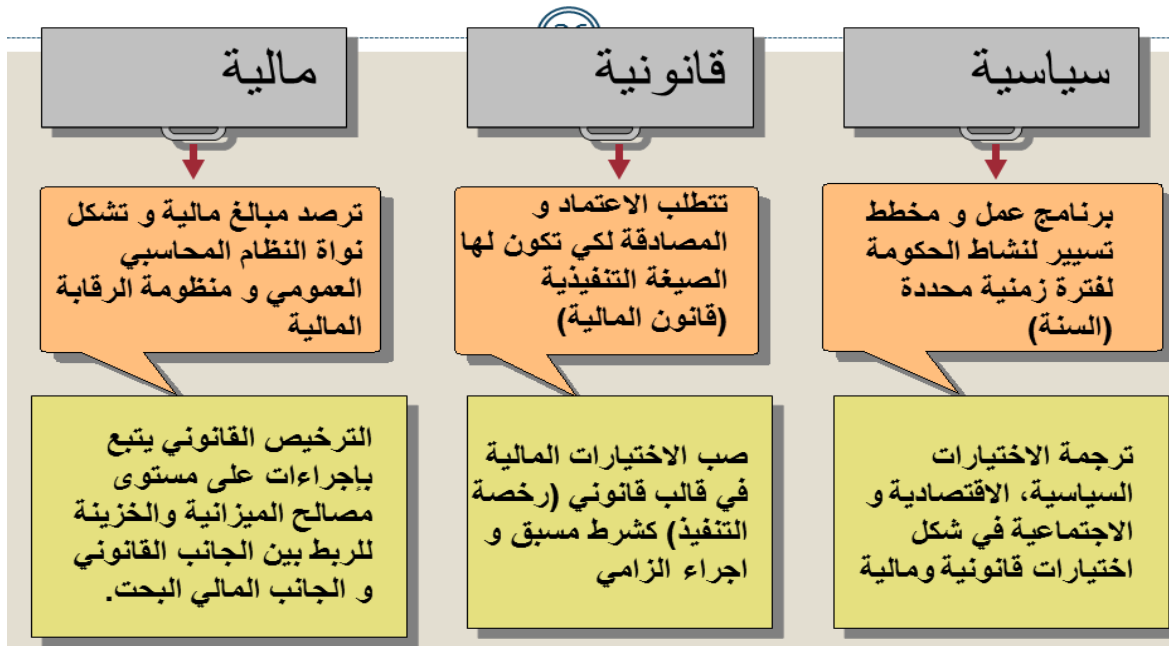 سياسية
برنامج عمل و مخطط
تسيير لنشاط الحكومة
لفترة زمنية محددة
(السنة)
ترجمة الاختيارات
السياسية، الاقتصادية و
الاجتماعية في شكل
اختيارات قانونية ومالية
قانونية
تتطلب الاعتماد و
المصادقة لكي تكون لها
الصيغة التنفيذية
(قانون المالية)
صب الاختيارات المالية
في قالب قانوني (رخصة
التنفيذ) كشرط مسبق و
اجراء الزامي
مالية
ترصد مبالغ مالية و تشكل
نواة النظام المحاسبي
العمومي و منظومة الرقابة
المالية
الترخيص القانوني يتبع
بإجراءات على مستوى
مصالح الميزانية والخزينة
للربط بين الجانب القانوني
و الجانب المالي البحت.